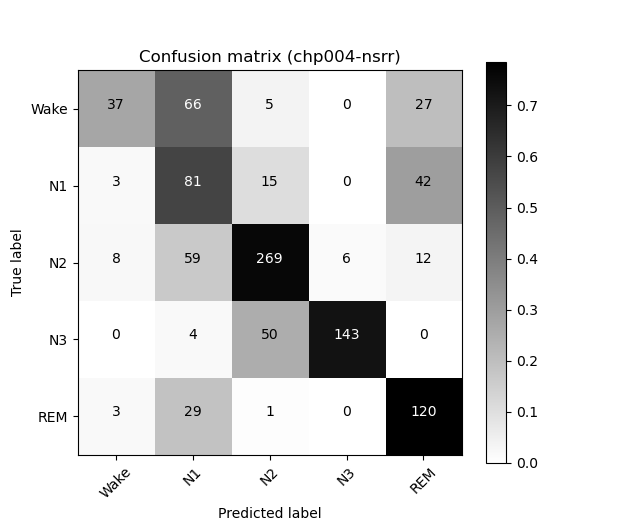 Confusion matrix (chp004-nsrr)
Wake 37 66 5 0 27
N1 3 81 15 0 42
N2 8 59 269 6 12
N3 0 4 50 143 0
REM 3 29 1 0 120
Wake N1 N2 N3 REM
Predicted label
True label
0.7
0.6
0.5
0.4
0.3
0.2
0.1
0.0